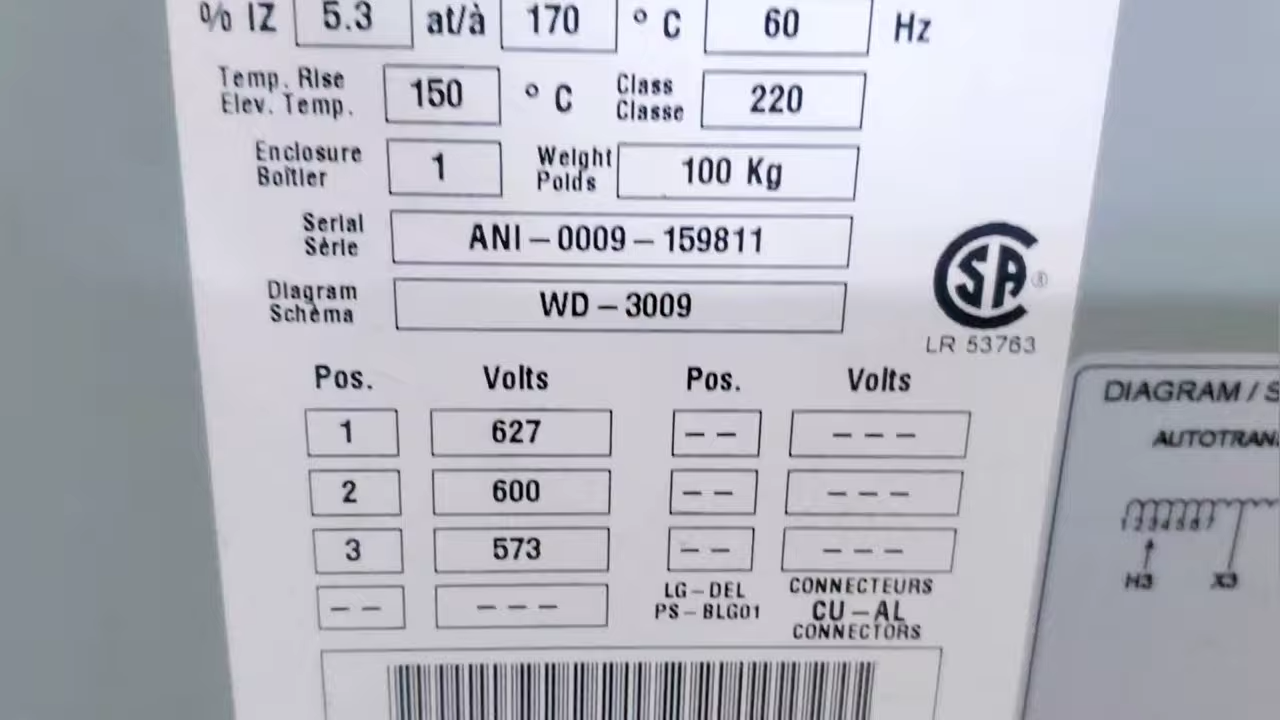 % IZ 5.3 at/à 170 °C 60 Hz
Temp. Rise 150 °C Class 220
Elev. Temp. Classe
Enclosure 1 Weight 100 Kg
Boîtier Poids
Serial ANI-0009-159811
Série
Diagram WD-3009
Schèma
CSA®
LR 53763
Pos. Volts Pos. Volts
1 627 -- ---
2 600 -- ---
3 573 -- ---
-- ---
LG-DEL CONNECTEURS
PS-BLG01 CU-AL
CONNECTORS
DIAGRAM / S
AUTOTRAN
1 2 3 4 5 6 7
H3 X3